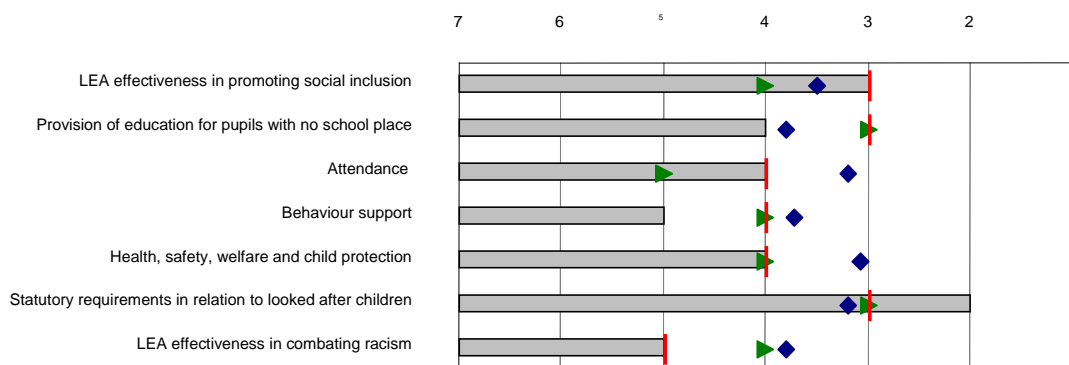 7 6 5 4 3 2
LEA effectiveness in promoting social inclusion
Provision of education for pupils with no school place
Attendance
Behaviour support
Health, safety, welfare and child protection
Statutory requirements in relation to looked after children
LEA effectiveness in combating racism